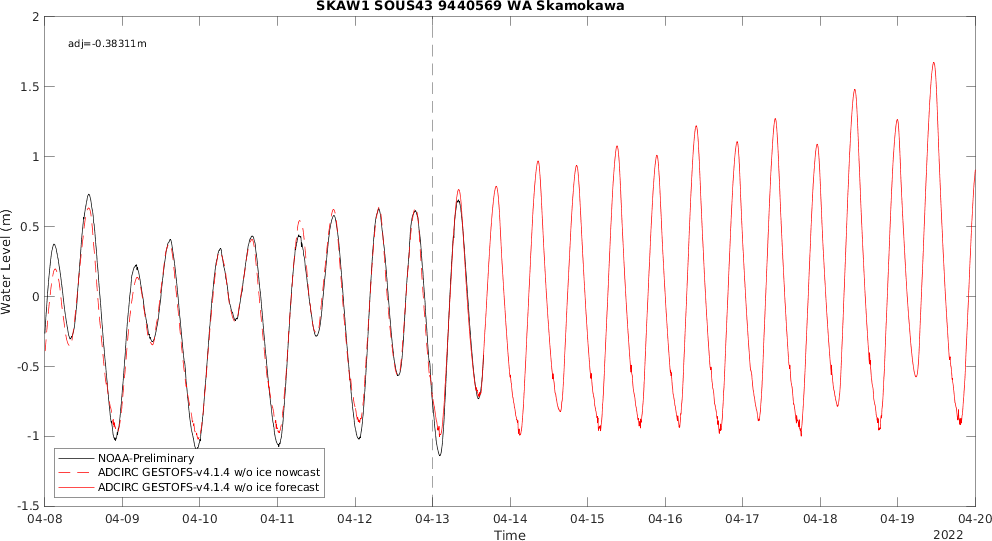 SKAW1 SOUS43 9440569 WA Skamokawa
adj=-0.38311m
Water Level (m)
2
1.5
1
0.5
0
-0.5
-1
-1.5
NOAA-Preliminary
ADCIRC GESTOFS-v4.1.4 w/o ice nowcast
ADCIRC GESTOFS-v4.1.4 w/o ice forecast
04-08 04-09 04-10 04-11 04-12 04-13 04-14 04-15 04-16 04-17 04-18 04-19 04-20
Time
2022